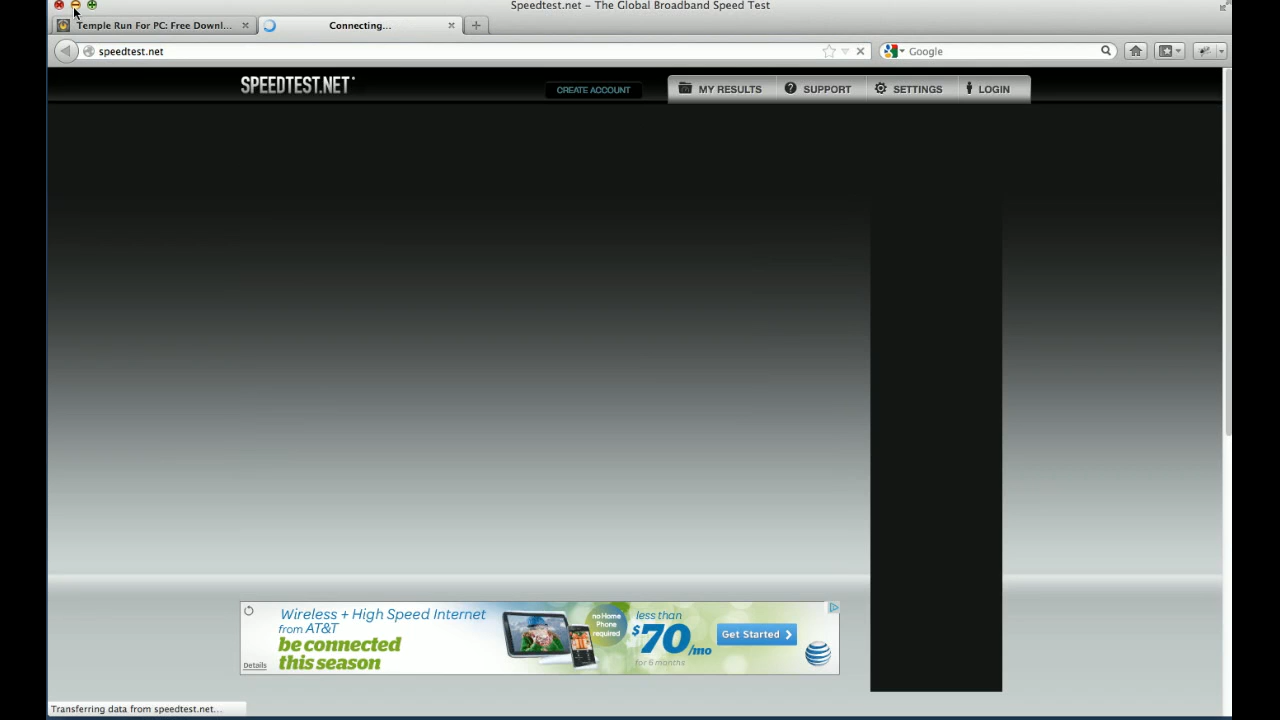 Speedtest.net – The Global Broadband Speed Test
Temple Run For PC: Free Downl...
Connecting...
speedtest.net
Google
SPEEDTEST.NET
CREATE ACCOUNT
MY RESULTS
SUPPORT
SETTINGS
LOGIN
Wireless + High Speed Internet
from AT&T
be connected
this season
Details
no Home
Phone
required
less than
$70/mo
for 6 months
Get Started
Transferring data from speedtest.net...